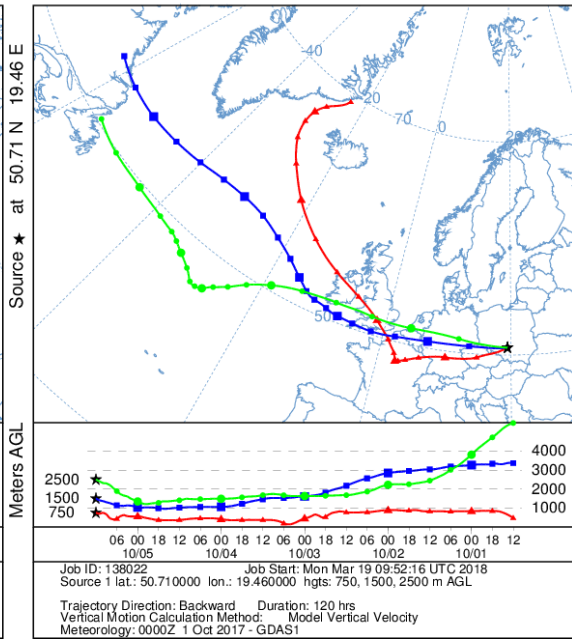 Source ★ at 50.71 N 19.46 E
-40
-20
70
0
2
50
Meters AGL
2500
1500
750
4000
3000
2000
1000
06 00 18 12 06 00 18 12 06 00 18 12 06 00 18 12 06 00 18 12
10/05 10/04 10/03 10/02 10/01
Job ID: 138022 Job Start: Mon Mar 19 09:52:16 UTC 2018
Source 1 lat.: 50.710000 lon.: 19.460000 hgts: 750, 1500, 2500 m AGL
Trajectory Direction: Backward Duration: 120 hrs
Vertical Motion Calculation Method: Model Vertical Velocity
Meteorology: 0000Z 1 Oct 2017 - GDAS1